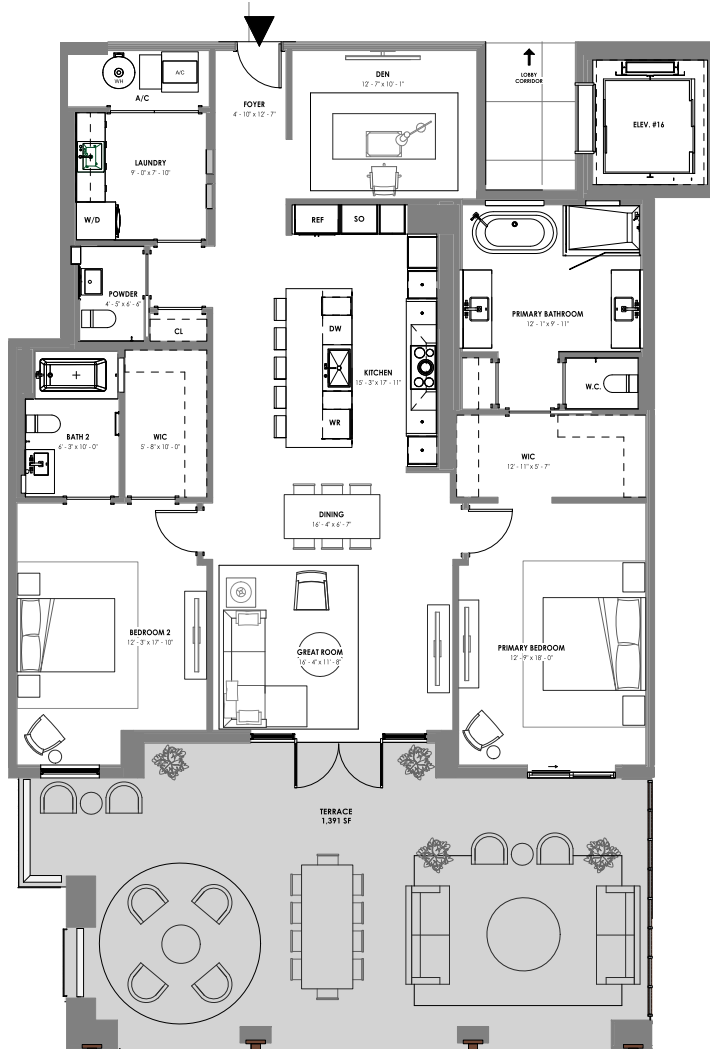 WH
A/C
A/C
FOYER
4' - 10" x 12' - 7"
DEN
12' - 7" x 10' - 1"
LOBBY
CORRIDOR
ELEV. #16
LAUNDRY
9' - 0" x 7' - 10"
W/D
REF
SO
POWDER
4' - 5" x 6' - 6"
CL
DW
KITCHEN
15' - 3" x 17' - 11"
WR
PRIMARY BATHROOM
12' - 1" x 9' - 11"
W.C.
BATH 2
6' - 3" x 10' - 0"
WIC
5' - 8" x 10' - 0"
WIC
12' - 11" x 5' - 7"
DINING
16' - 4" x 6' - 7"
BEDROOM 2
12' - 3" x 17' - 10"
GREAT ROOM
16' - 4" x 11' - 8"
PRIMARY BEDROOM
12' - 9" x 18' - 0"
TERRACE
1,391 SF